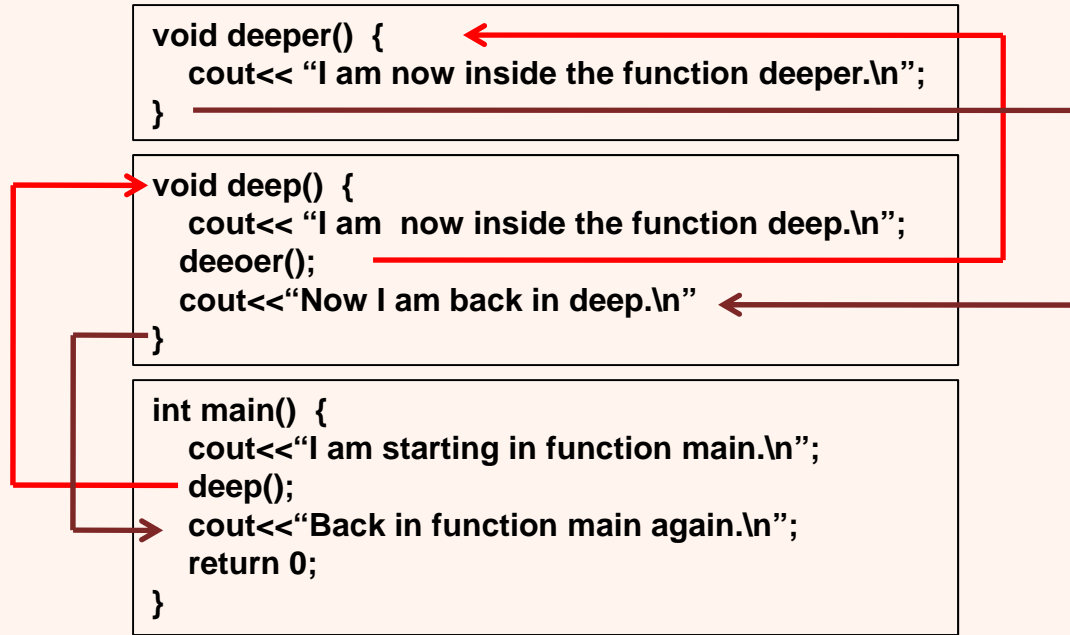 void deeper()  {
cout<< “I am now inside the function deeper.\n”;
}
void deep()  {
cout<< “I am  now inside the function deep.\n”;
deeoer();
cout<<“Now I am back in deep.\n”
}
int main()  {
cout<<“I am starting in function main.\n”;
deep();
cout<<“Back in function main again.\n”;
return 0;
}